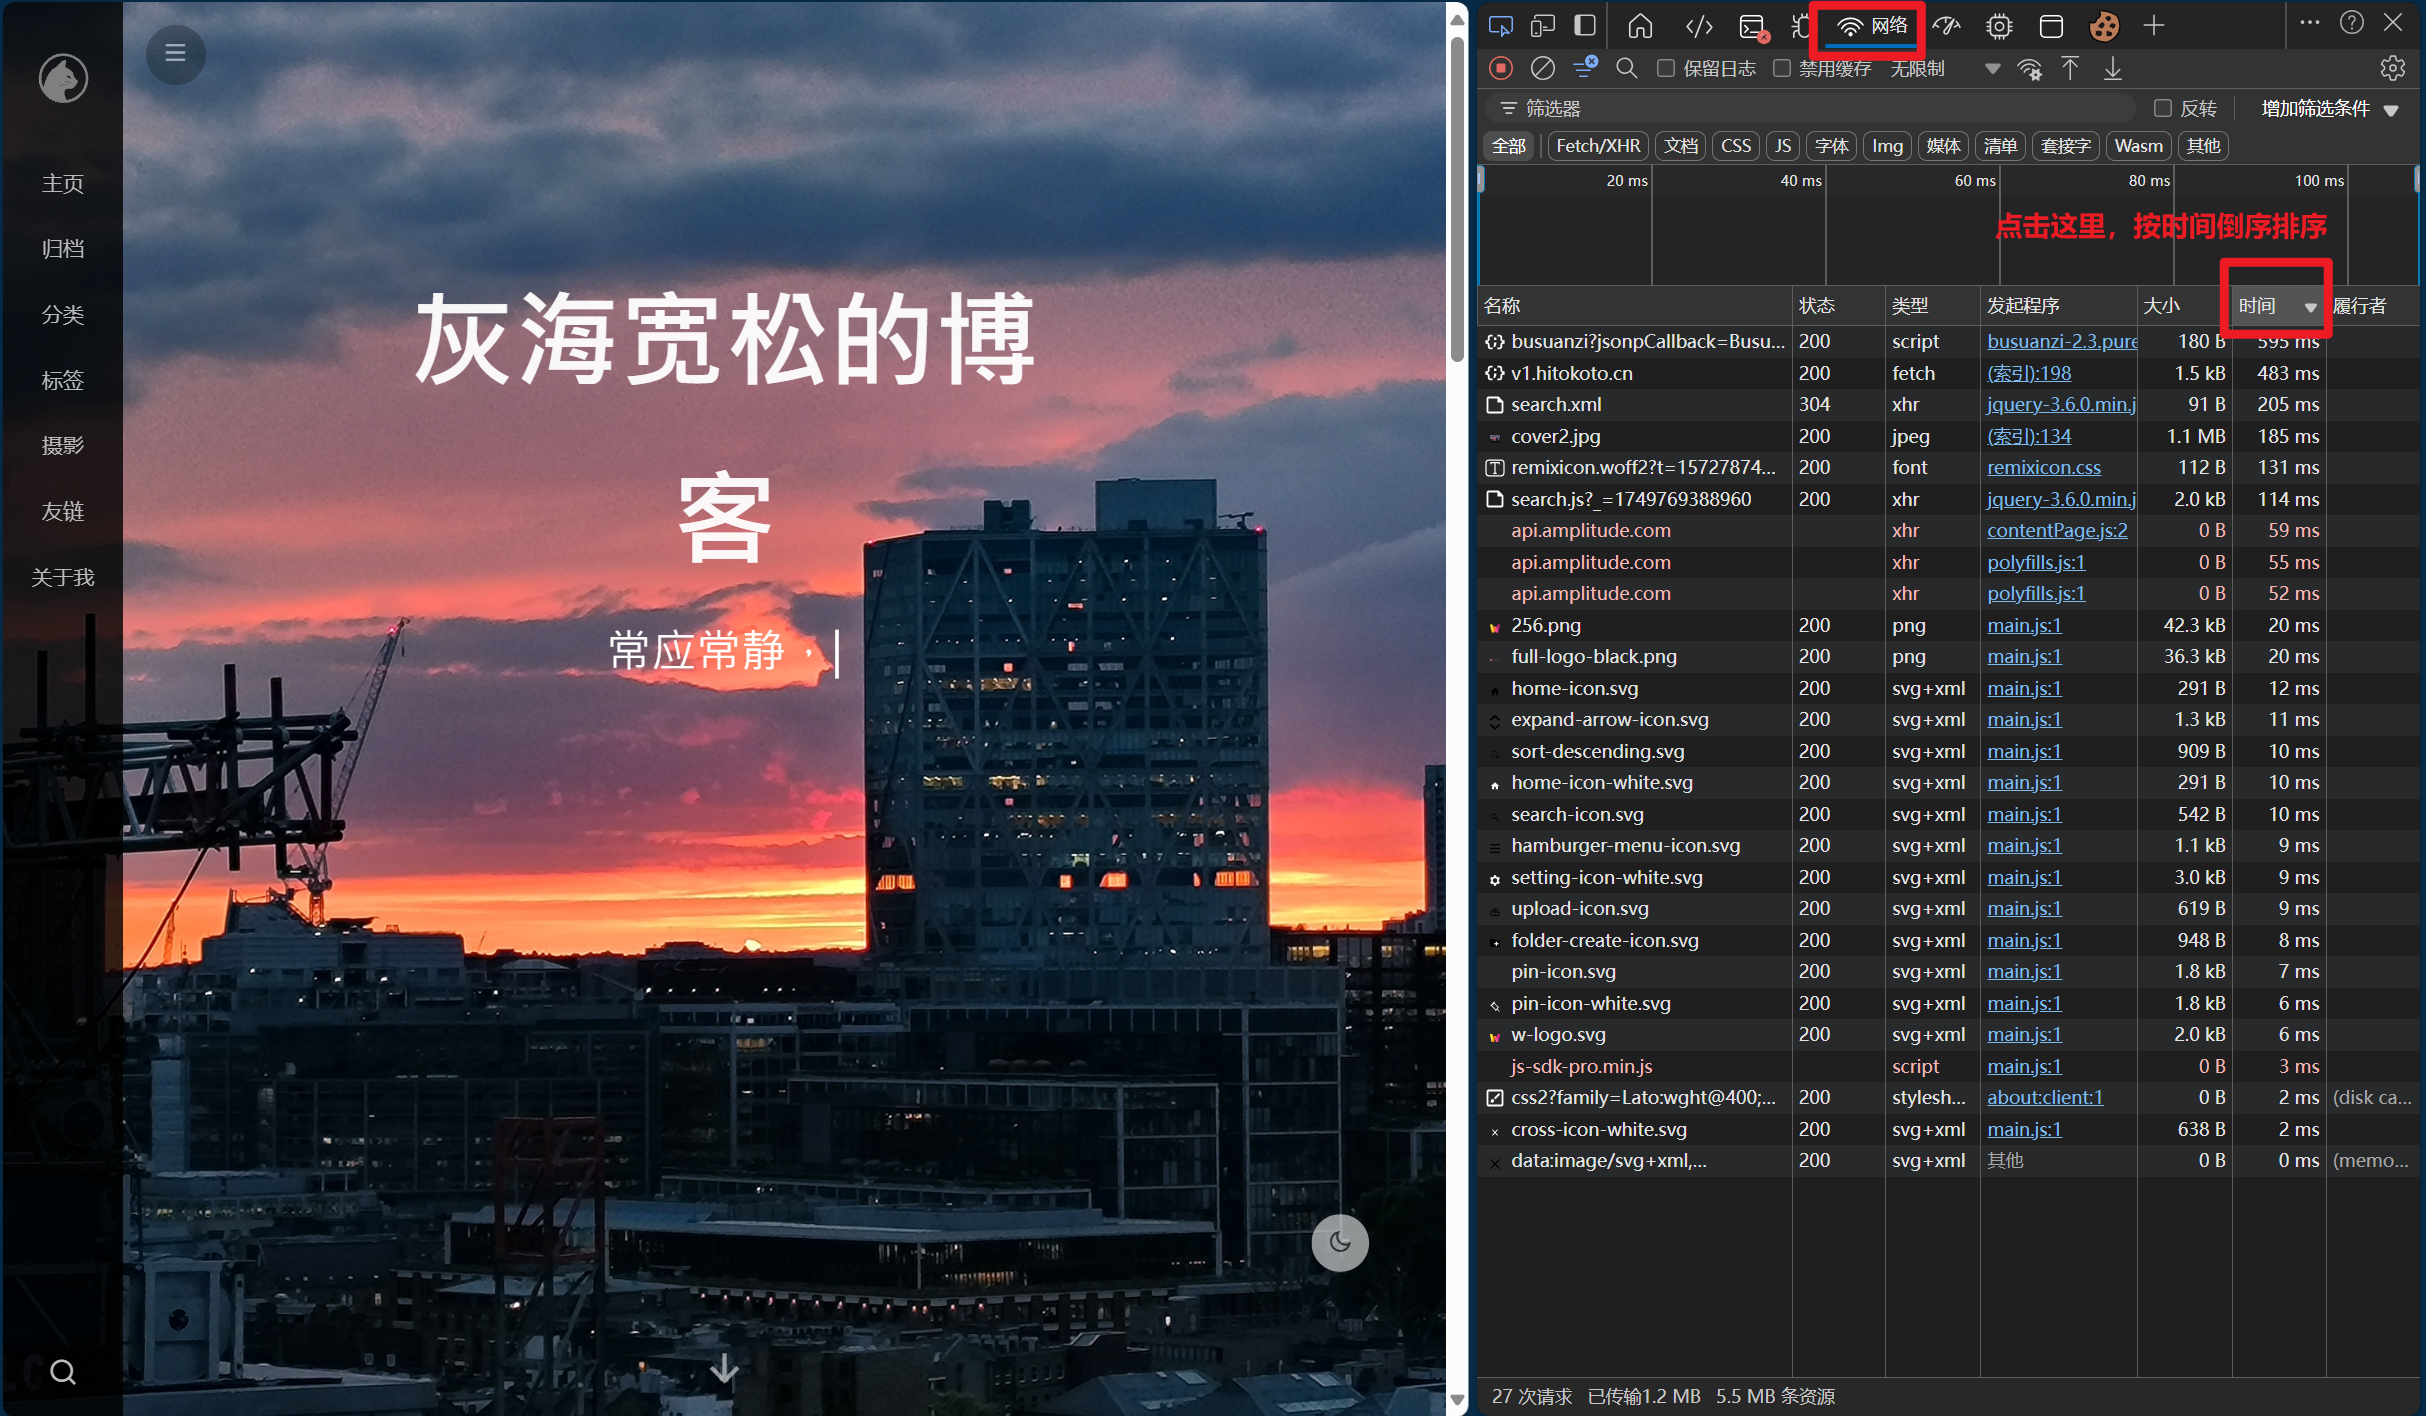 主页
归档
分类
标签
摄影
友链
关于我
灰海宽松的博
客
常应常静，
网络
保留日志
禁用缓存
无限制
筛选器
反转
增加筛选条件
全部
Fetch/XHR
文档
CSS
JS
字体
Img
媒体
清单
套接字
Wasm
其他
20 ms 40 ms 60 ms 80 ms 100 ms
点击这里，按时间倒序排序
名称 状态 类型 发起程序 大小 时间 履行者
busuanzi?jsonpCallback=Busu... 200 script busuanzi-2.3.pure 180 B 595 ms
v1.hitokoto.cn 200 fetch (索引):198 1.5 kB 483 ms
search.xml 304 xhr jquery-3.6.0.min.j 91 B 205 ms
cover2.jpg 200 jpeg (索引):134 1.1 MB 185 ms
remixicon.woff2?t=15727874... 200 font remixicon.css 112 B 131 ms
search.js?_=1749769388960 200 xhr jquery-3.6.0.min.j 2.0 kB 114 ms
api.amplitude.com xhr contentPage.js:2 0 B 59 ms
api.amplitude.com xhr polyfills.js:1 0 B 55 ms
api.amplitude.com xhr polyfills.js:1 0 B 52 ms
256.png 200 png main.js:1 42.3 kB 20 ms
full-logo-black.png 200 png main.js:1 36.3 kB 20 ms
home-icon.svg 200 svg+xml main.js:1 291 B 12 ms
expand-arrow-icon.svg 200 svg+xml main.js:1 1.3 kB 11 ms
sort-descending.svg 200 svg+xml main.js:1 909 B 10 ms
home-icon-white.svg 200 svg+xml main.js:1 291 B 10 ms
search-icon.svg 200 svg+xml main.js:1 542 B 10 ms
hamburger-menu-icon.svg 200 svg+xml main.js:1 1.1 kB 9 ms
setting-icon-white.svg 200 svg+xml main.js:1 3.0 kB 9 ms
upload-icon.svg 200 svg+xml main.js:1 619 B 9 ms
folder-create-icon.svg 200 svg+xml main.js:1 948 B 8 ms
pin-icon.svg 200 svg+xml main.js:1 1.8 kB 7 ms
pin-icon-white.svg 200 svg+xml main.js:1 1.8 kB 6 ms
w-logo.svg 200 svg+xml main.js:1 2.0 kB 6 ms
js-sdk-pro.min.js script main.js:1 0 B 3 ms
css2?family=Lato:wght@400;... 200 stylesh... about:client:1 0 B 2 ms (disk ca...
cross-icon-white.svg 200 svg+xml main.js:1 638 B 2 ms
data:image/svg+xml,... 200 svg+xml 其他 0 B 0 ms (memo...
27 次请求 已传输1.2 MB 5.5 MB 条资源